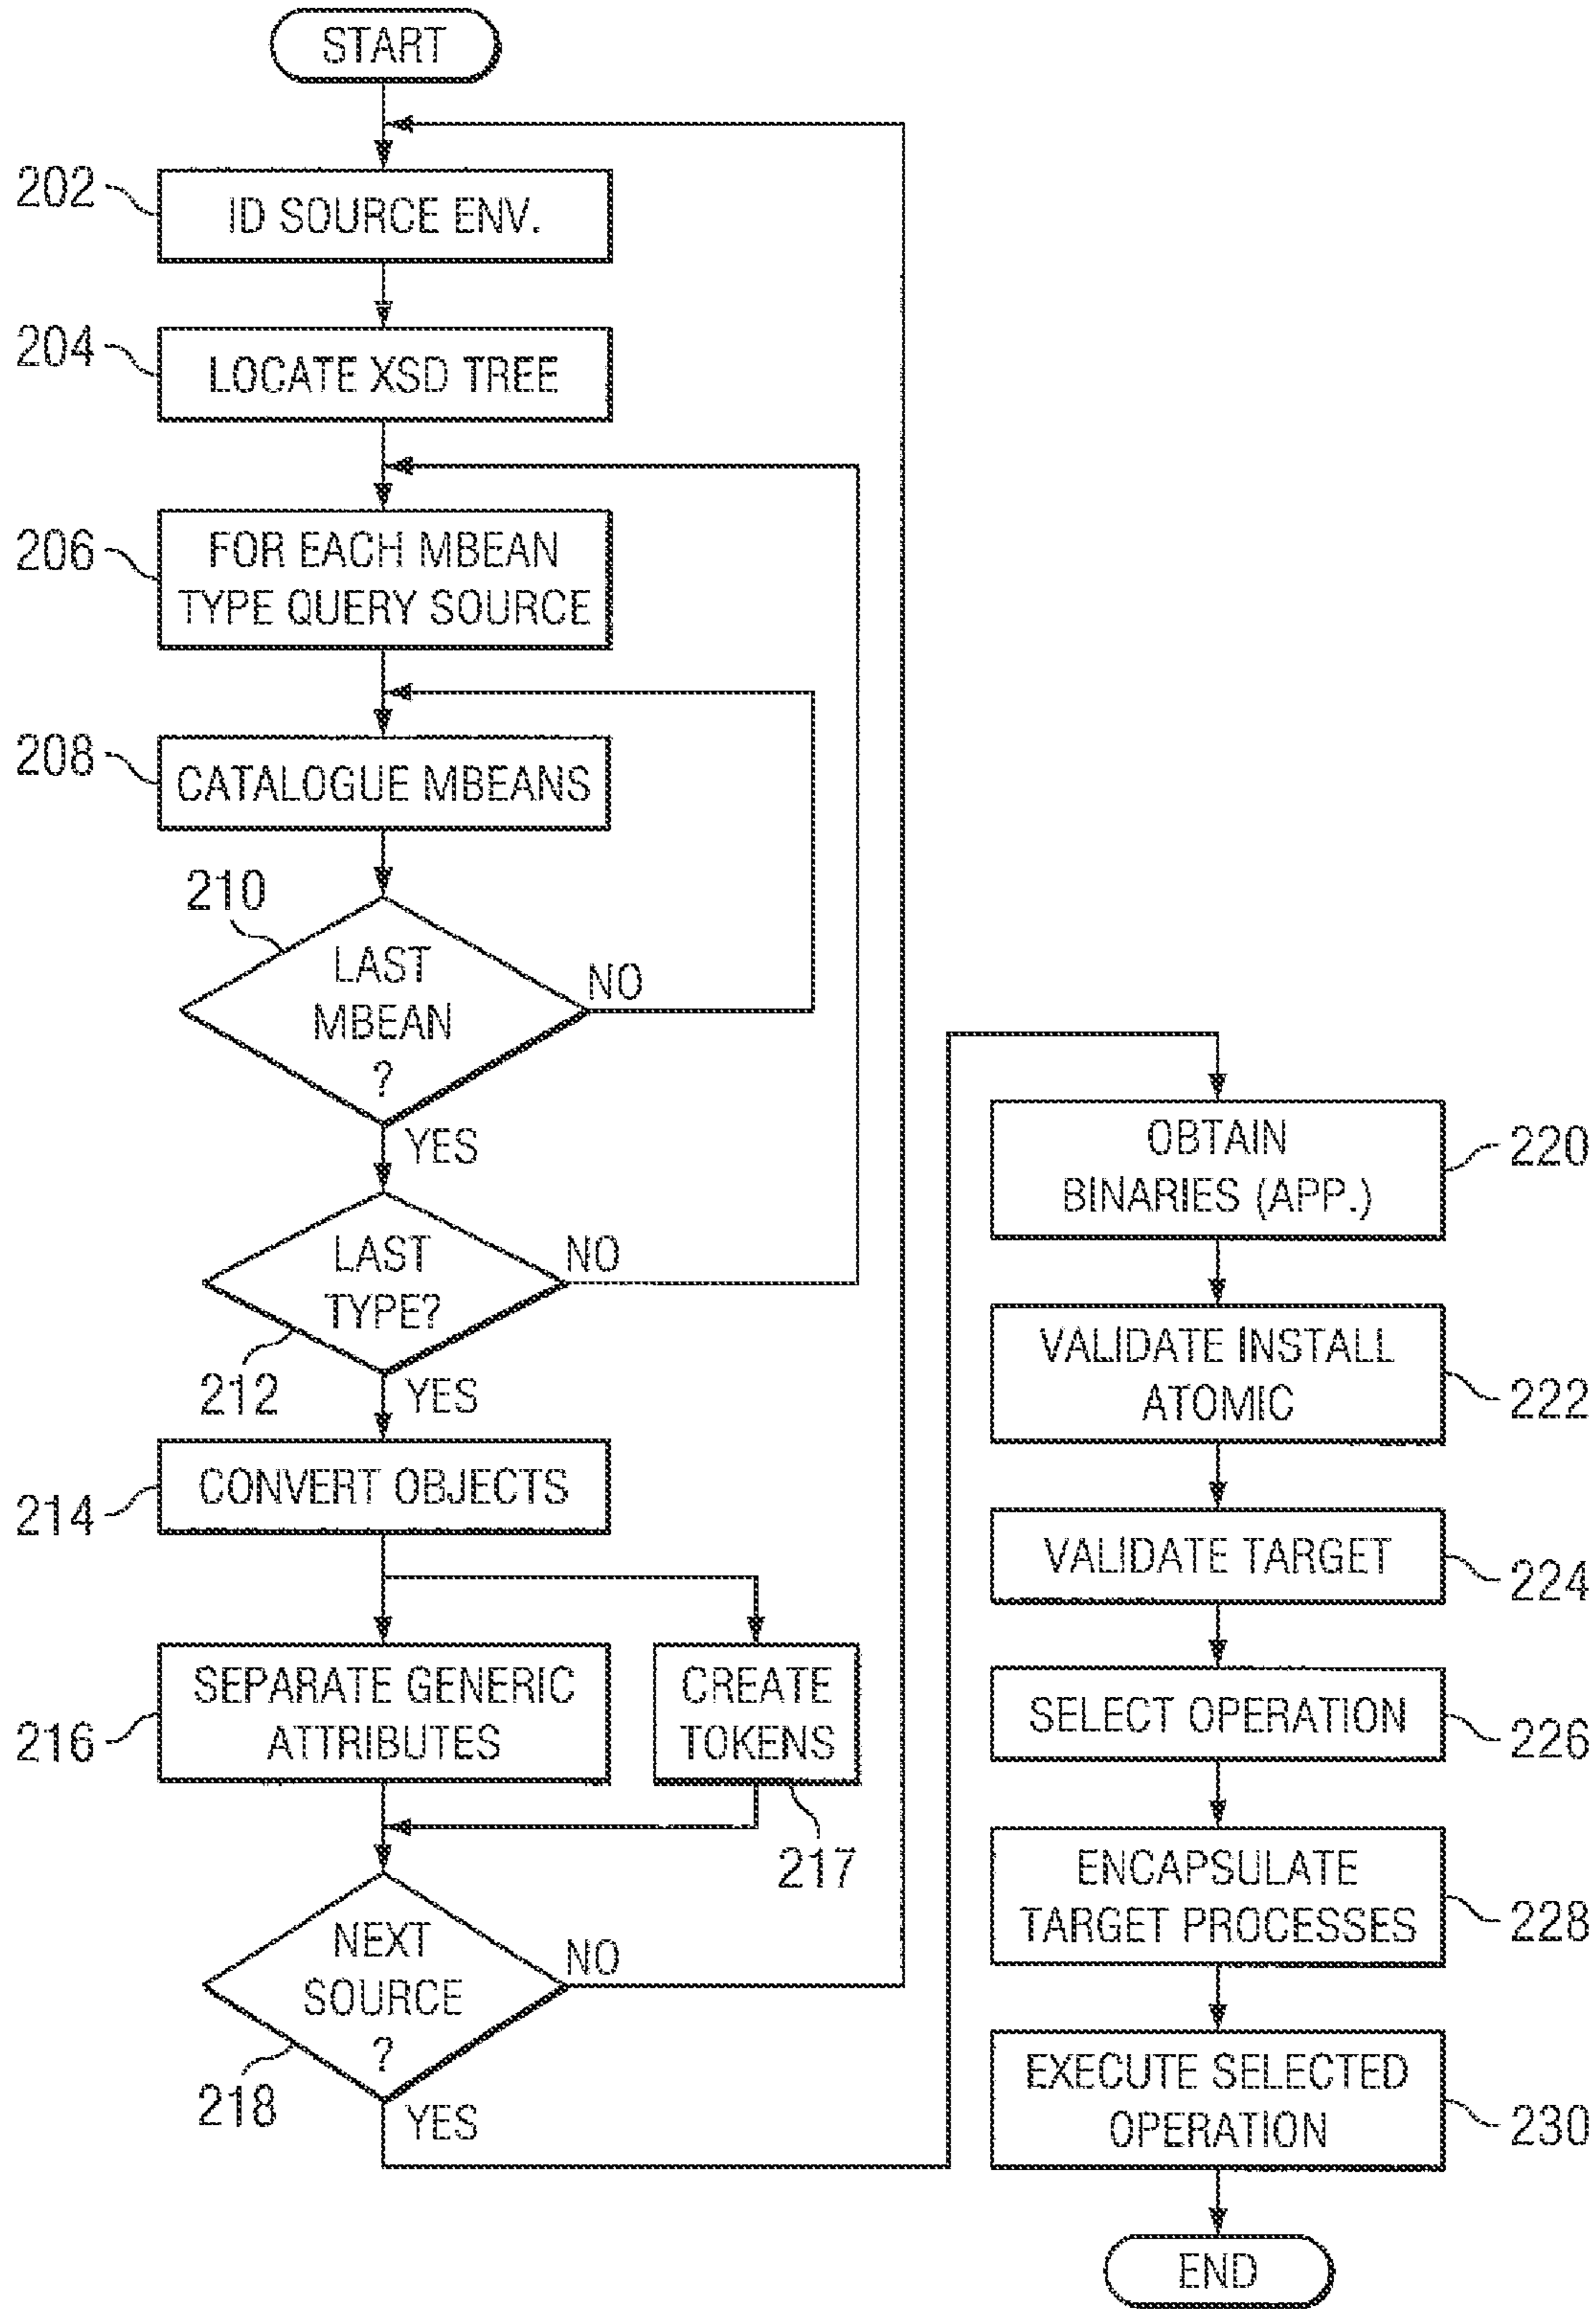 START
202
ID SOURCE ENV.
204
LOCATE XSD TREE
206
FOR EACH MBEAN
TYPE QUERY SOURCE
208
CATALOGUE MBEANS
210
LAST
MBEAN
?
NO
YES
LAST
TYPE?
NO
212
YES
214
CONVERT OBJECTS
216
SEPARATE GENERIC
ATTRIBUTES
CREATE
TOKENS
217
NEXT
SOURCE
?
NO
218
YES
OBTAIN
BINARIES (APP.)
220
VALIDATE INSTALL
ATOMIC
222
VALIDATE TARGET
224
SELECT OPERATION
226
ENCAPSULATE
TARGET PROCESSES
228
EXECUTE SELECTED
OPERATION
230
END